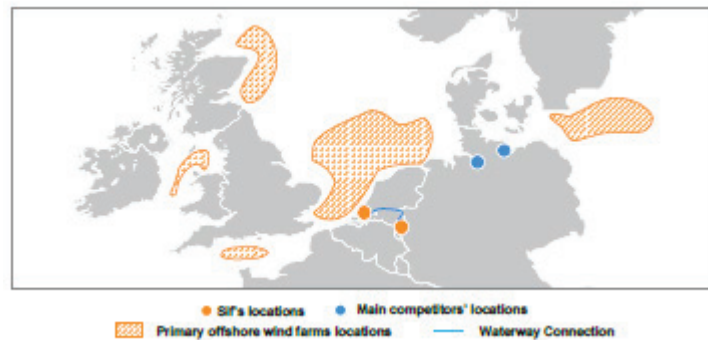 Sif's locations Main competitors' locations
Primary offshore wind farms locations Waterway Connection